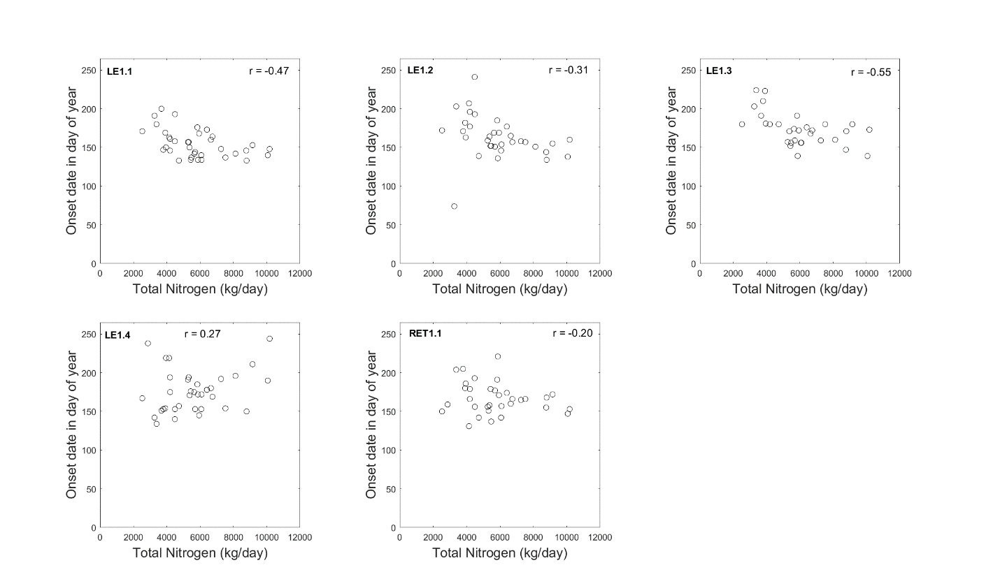 LE1.1
r = -0.47
250
200
150
100
50
0
Onset date in day of year
0 2000 4000 6000 8000 10000 12000
Total Nitrogen (kg/day)
LE1.2
r = -0.31
250
200
150
100
50
0
Onset date in day of year
0 2000 4000 6000 8000 10000 12000
Total Nitrogen (kg/day)
LE1.3
r = -0.55
250
200
150
100
50
0
Onset date in day of year
0 2000 4000 6000 8000 10000 12000
Total Nitrogen (kg/day)
LE1.4
r = 0.27
250
200
150
100
50
0
Onset date in day of year
0 2000 4000 6000 8000 10000 12000
Total Nitrogen (kg/day)
RET1.1
r = -0.20
250
200
150
100
50
0
Onset date in day of year
0 2000 4000 6000 8000 10000 12000
Total Nitrogen (kg/day)